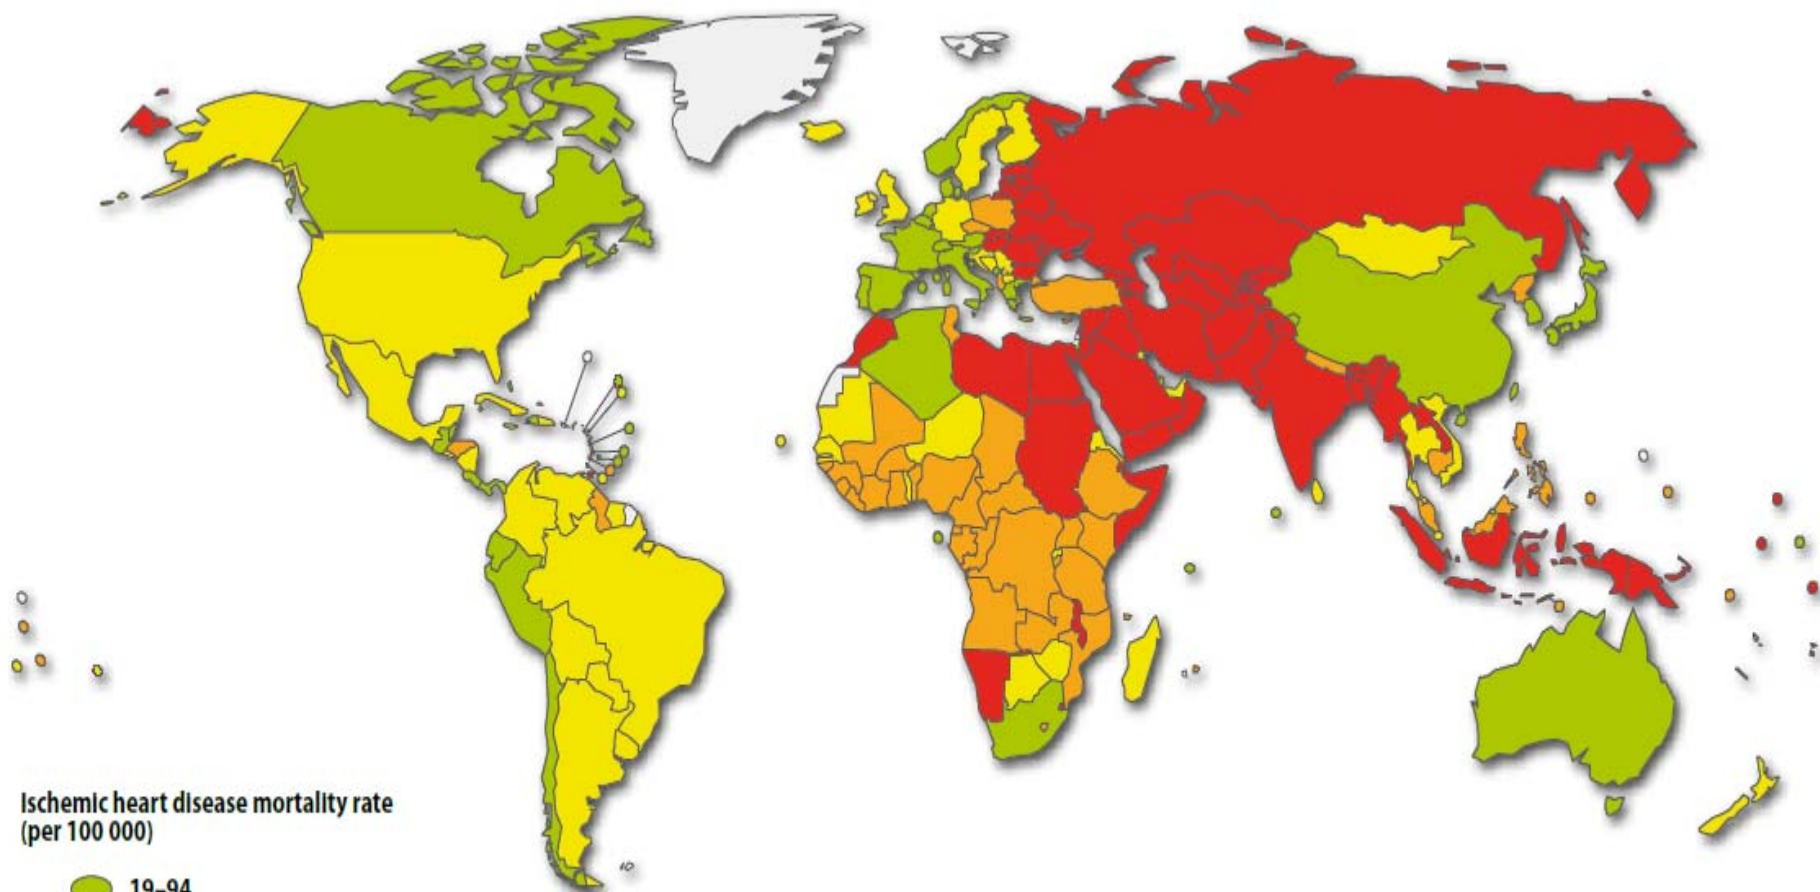 Ischemic heart disease mortality rate
(per 100 000)
19–94